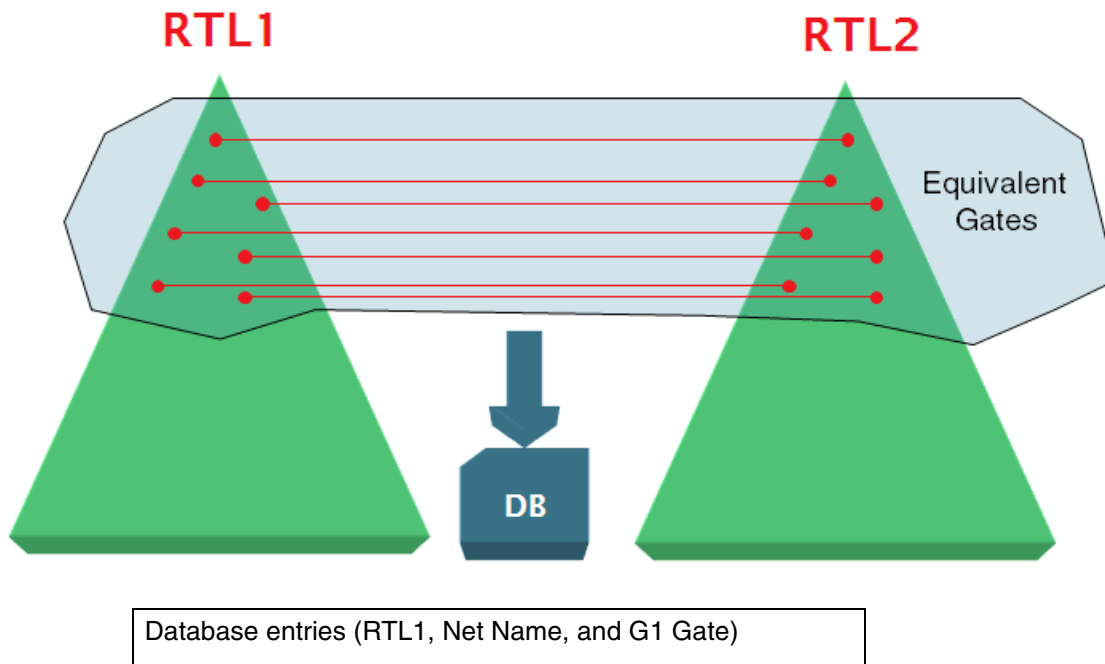 RTL1
RTL2
Equivalent
Gates
DB
Database entries (RTL1, Net Name, and G1 Gate)